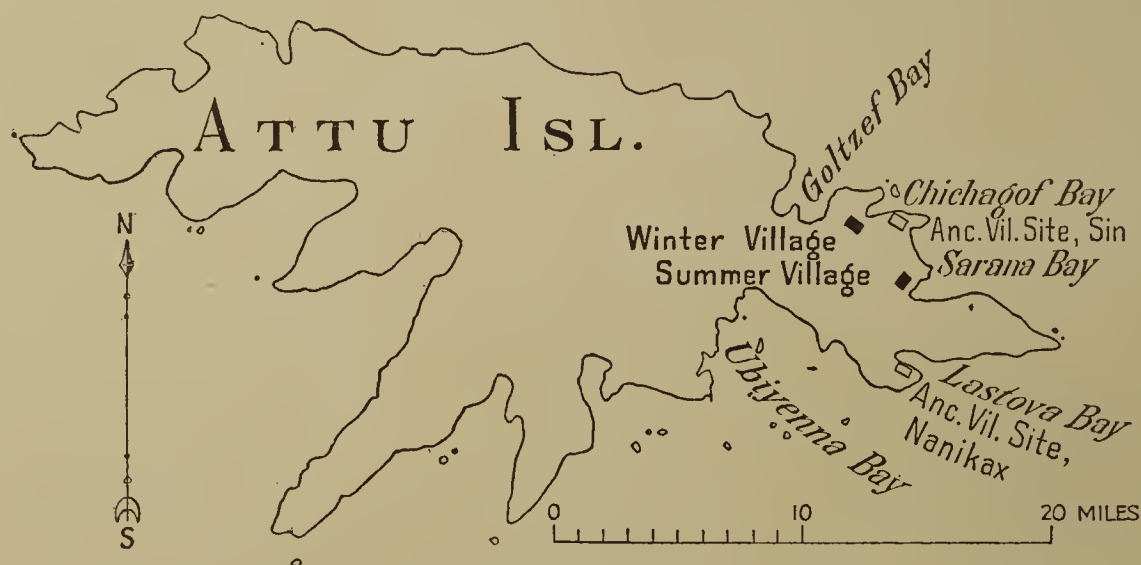 ATTU ISL.
Goltzef Bay
Chichagof Bay
Anc. Vil. Site, Sin
Winter Village
Summer Village
Sarana Bay
Lastova Bay
Anc. Vil. Site,
Nanikax
Ubiyenna Bay
N
S
0 10 20 MILES